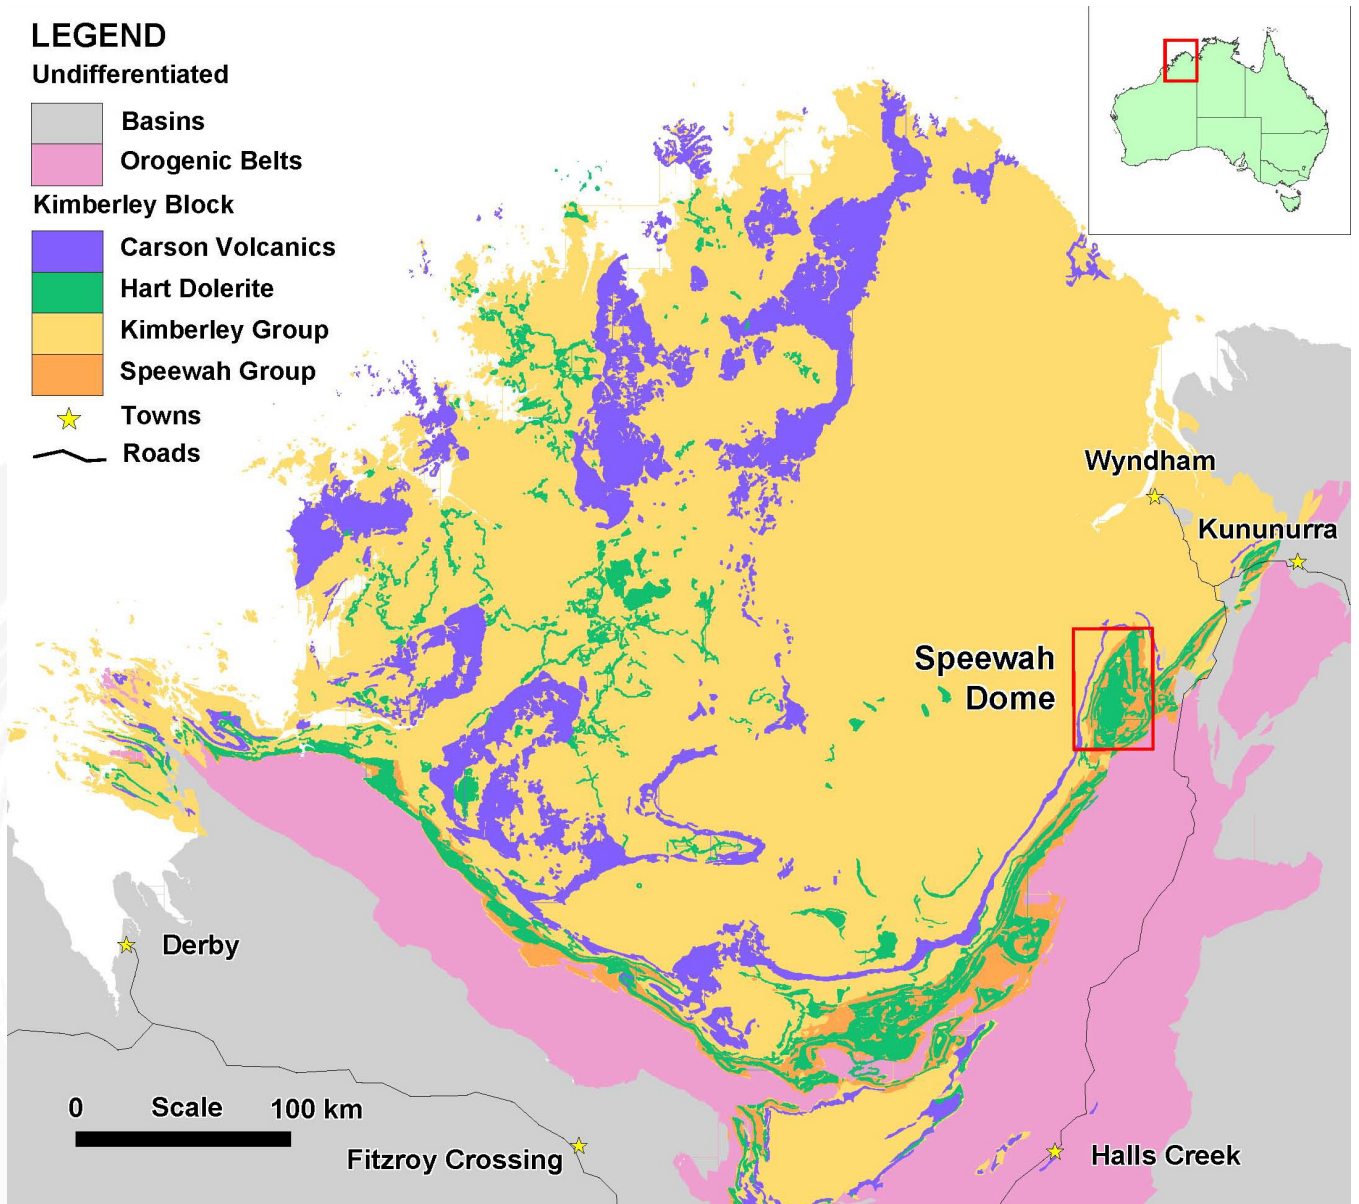 LEGEND
Undifferentiated
Basins
Orogenic Belts
Kimberley Block
Carson Volcanics
Hart Dolerite
Kimberley Group
Speewah Group
Towns
Roads
Wyndham
Kununurra
Speewah
Dome
Derby
0 Scale 100 km
Fitzroy Crossing
Halls Creek